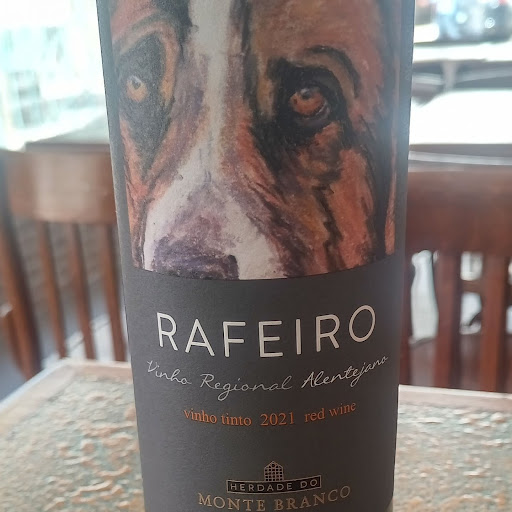 RAFEIRO
Vinho Regional Alentejano
vinho tinto 2021 red wine
HERDADE DO
MONTE BRANCO